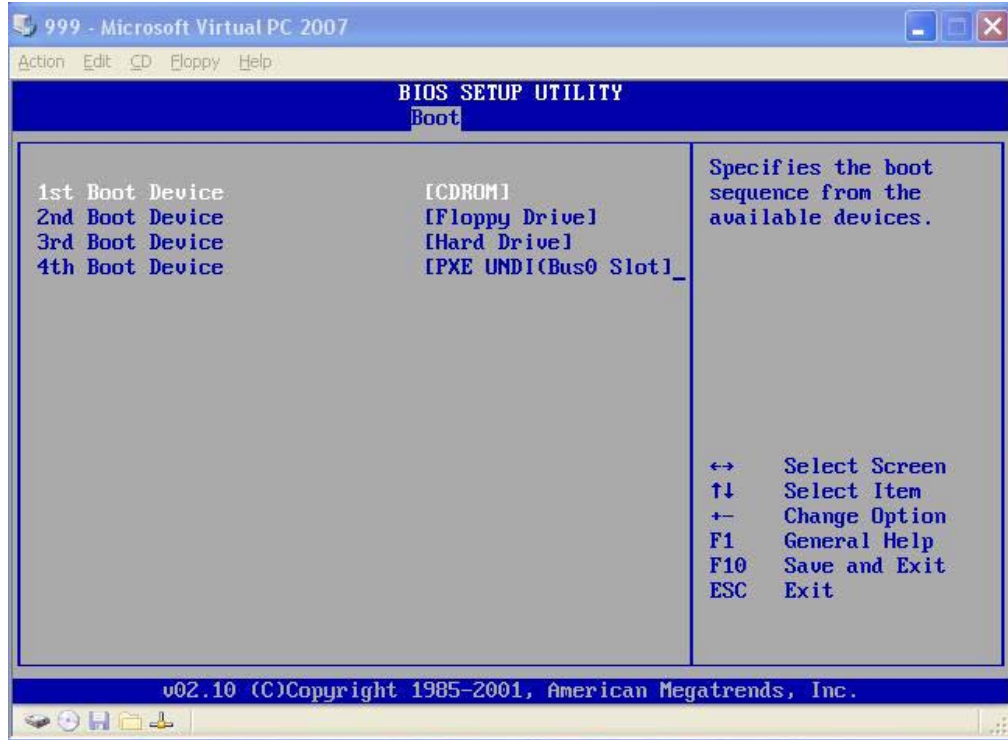 999 - Microsoft Virtual PC 2007
Action Edit CD Floppy Help
BIOS SETUP UTILITY
Boot
1st Boot Device [CDROM]
2nd Boot Device [Floppy Drive]
3rd Boot Device [Hard Drive]
4th Boot Device [PXE UNDI(Bus0 Slot]
Specifies the boot
sequence from the
available devices.
←→ Select Screen
↑↓ Select Item
+- Change Option
F1 General Help
F10 Save and Exit
ESC Exit
v02.10 (C)Copyright 1985-2001, American Megatrends, Inc.